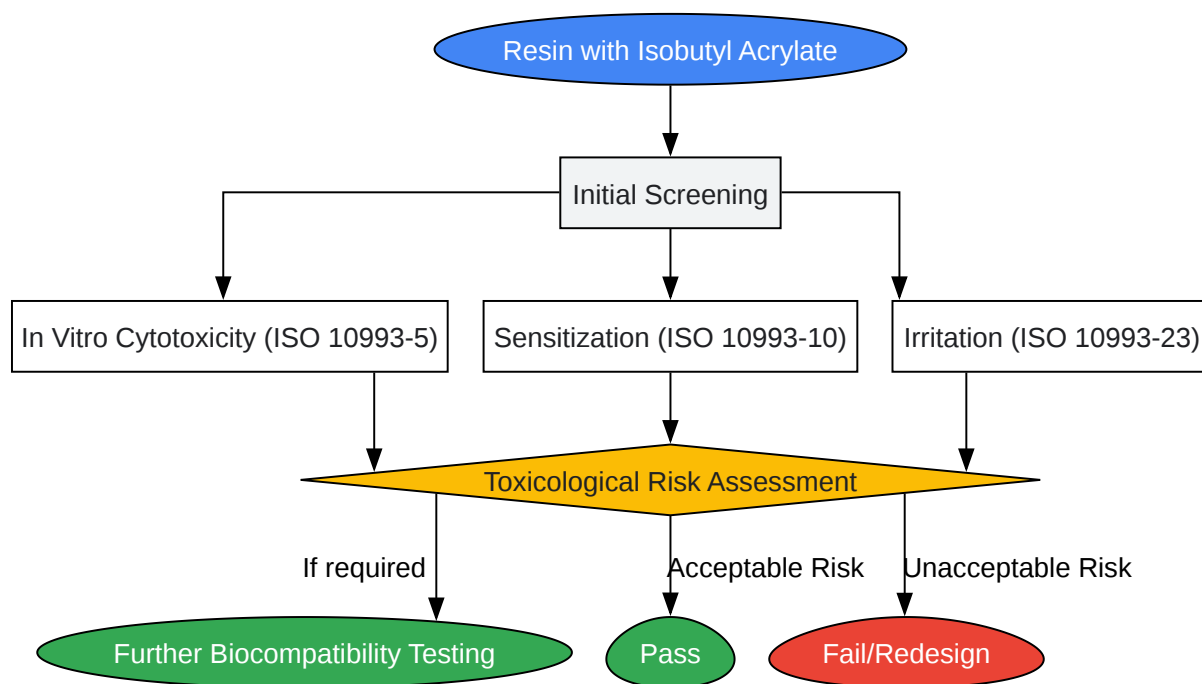 Resin with Isobutyl Acrylate
Initial Screening
In Vitro Cytotoxicity (ISO 10993-5)
Sensitization (ISO 10993-10)
Irritation (ISO 10993-23)
Toxicological Risk Assessment
If required
Acceptable Risk
Unacceptable Risk
Further Biocompatibility Testing
Pass
Fail/Redesign